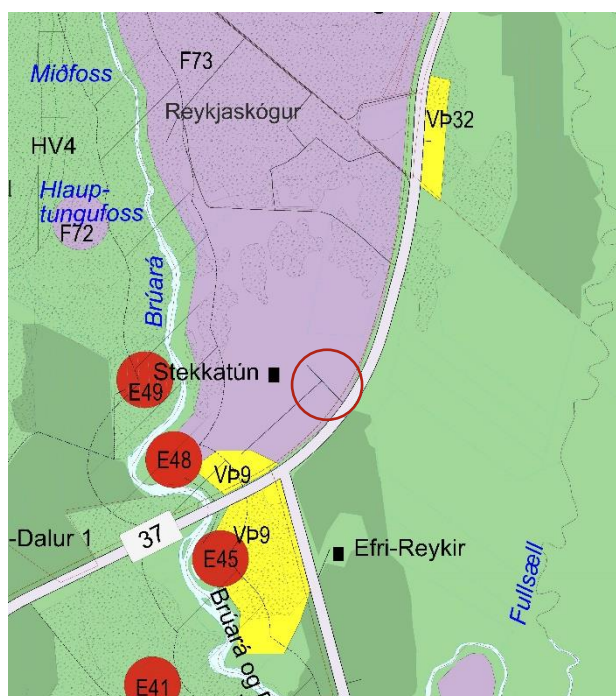 F73
Miðfoss
Reykjaskógur
VÞ32
HV4
Hlaup-
tungufoss
F72
Brúará
Stekkatún
E49
E48
VÞ9
-Dalur 1
37
VÞ9
E45
Efri-Reykir
Fullsæll
Brúará og
E41